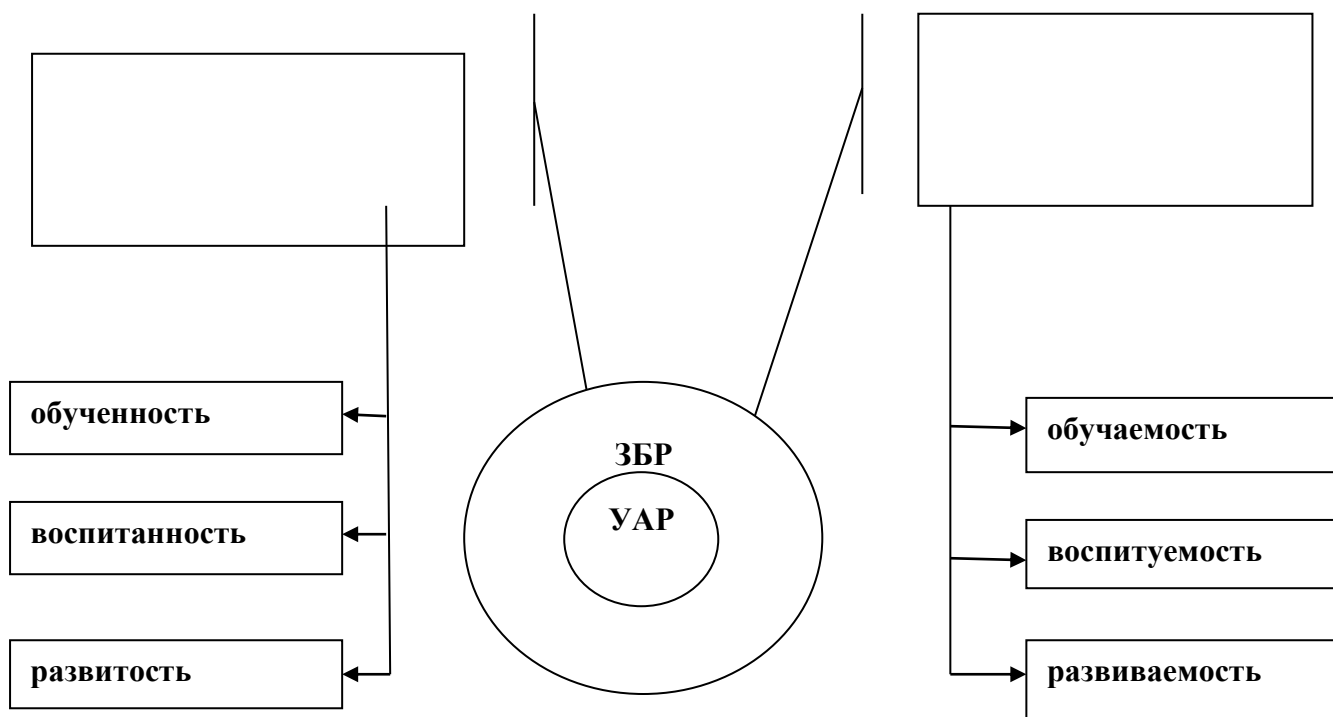 обученность
воспитанность
развитость
ЗБР
УАР
обучаемость
воспитуемость
развиваемость